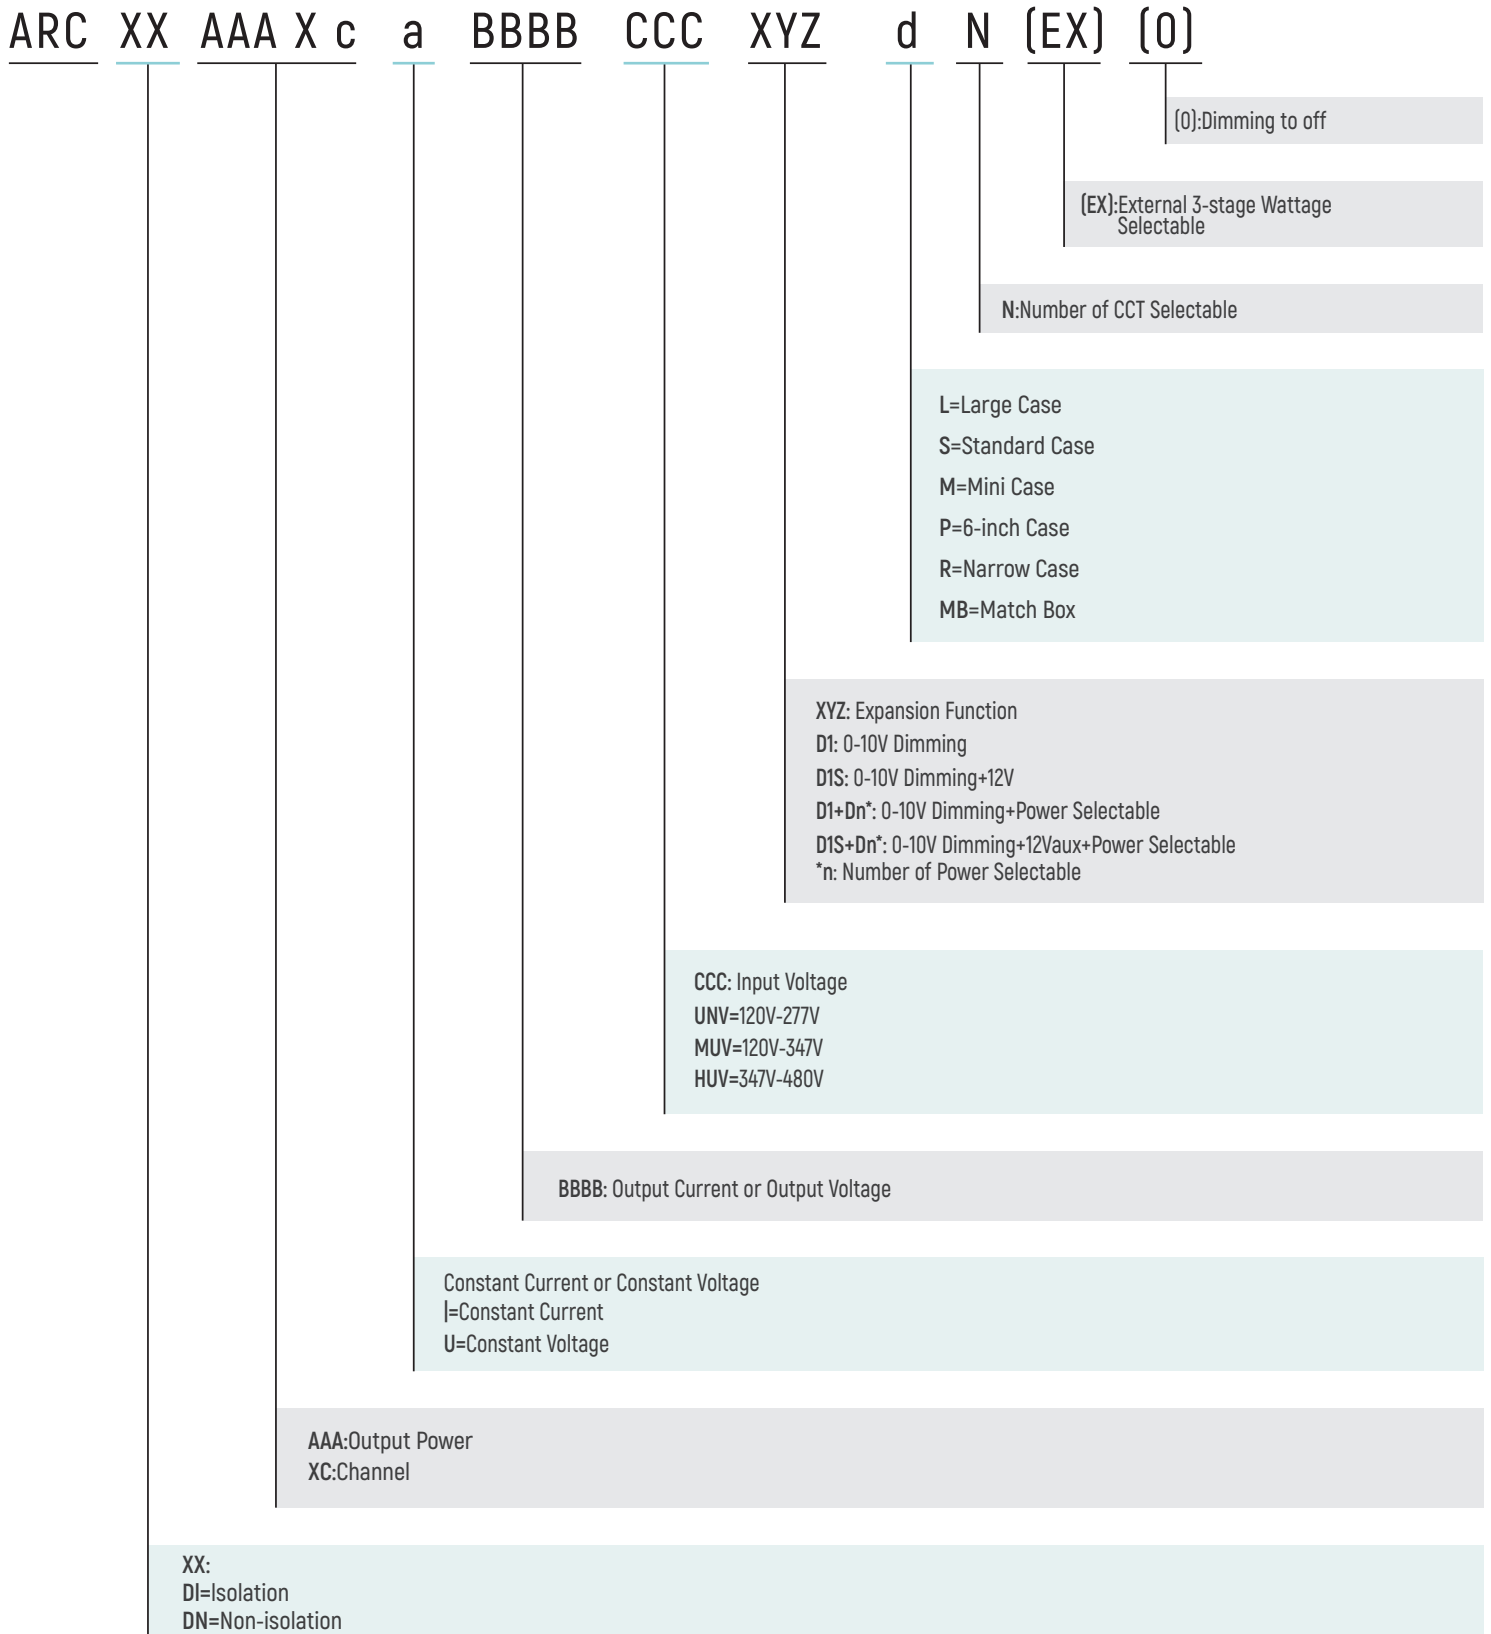 ARC XX AAA X c a BBBB CCC XYZ d N (EX) (0)
(0):Dimming to off
(EX):External 3-stage Wattage
Selectable
N:Number of CCT Selectable
L=Large Case
S=Standard Case
M=Mini Case
P=6-inch Case
R=Narrow Case
MB=Match Box
XYZ: Expansion Function
D1: 0-10V Dimming
D1S: 0-10V Dimming+12V
D1+Dn*: 0-10V Dimming+Power Selectable
D1S+Dn*: 0-10V Dimming+12Vaux+Power Selectable
*n: Number of Power Selectable
CCC: Input Voltage
UNV=120V-277V
MUV=120V-347V
HUV=347V-480V
BBBB: Output Current or Output Voltage
Constant Current or Constant Voltage
|=Constant Current
U=Constant Voltage
AAA:Output Power
XC:Channel
XX:
DI=Isolation
DN=Non-isolation